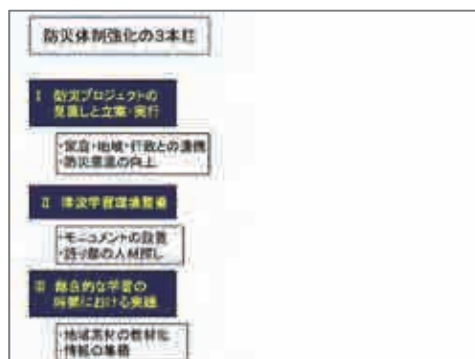 防災体制強化の3本柱
Ⅰ 防災プロジェクトの
見直しと立案・実行
・家庭・地域・行政との連携
・防災意識の向上
Ⅱ 津波学習環境整備
・モニュメントの設置
・語り部の人材探し
Ⅲ 総合的な学習の
時間における実践
・地域素材の教材化
・情報の集積